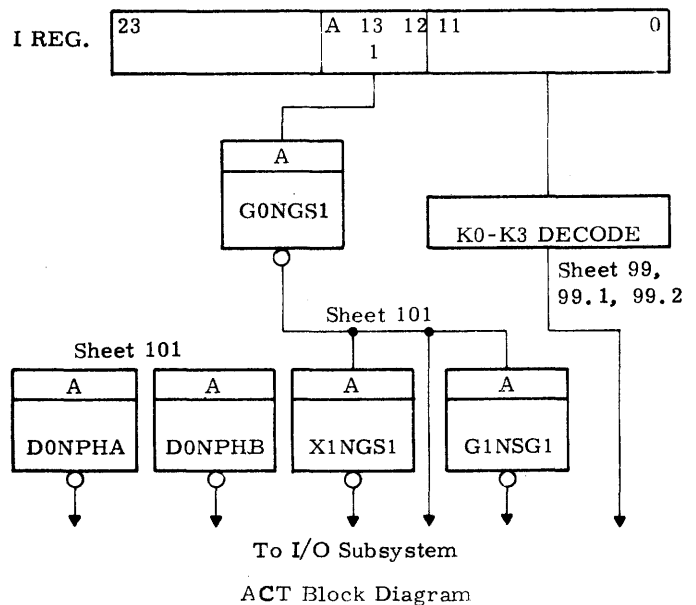 I REG.
23 A 13 12 11 0
1
A
G0NGS1
K0-K3 DECODE
Sheet 99,
99.1, 99.2
Sheet 101
Sheet 101
A A A A
D0NPHA D0NPHB X1NGS1 G1NSG1
To I/O Subsystem
ACT Block Diagram